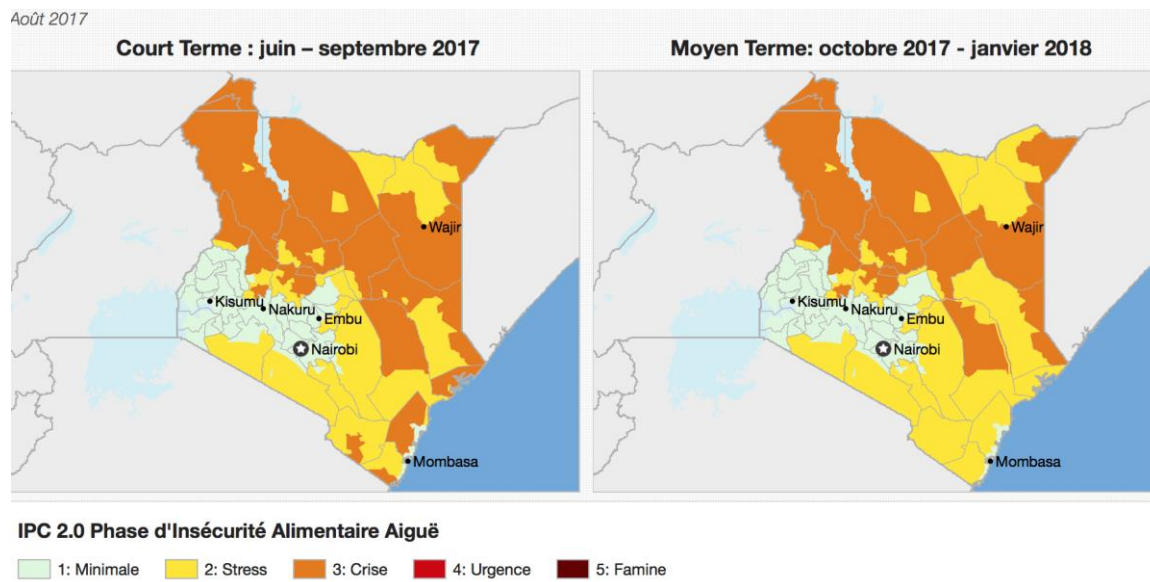 Août 2017
Court Terme : juin – septembre 2017
Moyen Terme: octobre 2017 - janvier 2018
Wajir
Kisumu
Nakuru
Embu
Nairobi
Mombasa
Wajir
Kisumu
Nakuru
Embu
Nairobi
Mombasa
IPC 2.0 Phase d'Insécurité Alimentaire Aiguë
1: Minimale 2: Stress 3: Crise 4: Urgence 5: Famine